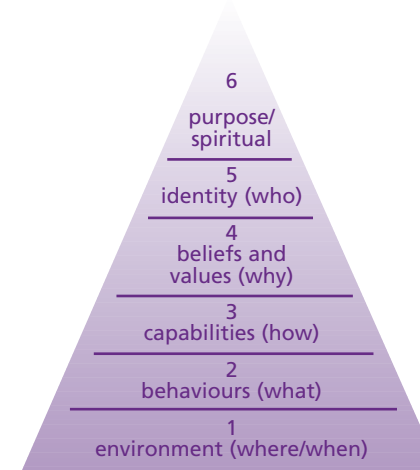 6
purpose/
spiritual
5
identity (who)
4
beliefs and
values (why)
3
capabilities (how)
2
behaviours (what)
1
environment (where/when)